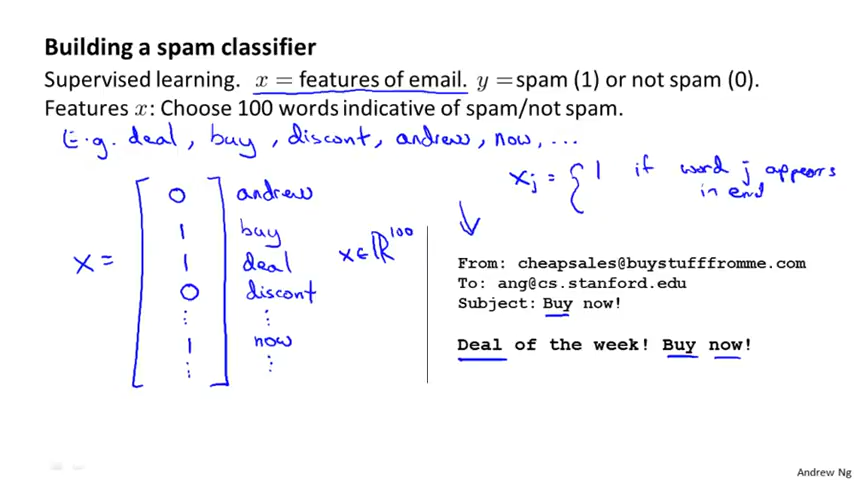 Building a spam classifier
Supervised learning. x = features of email. y = spam (1) or not spam (0).
Features x: Choose 100 words indicative of spam/not spam.
E.g. deal, buy, discont, andrew, now, ...
xj = { 1 if word j appears
in
x =
0 andrew
1 buy
1 deal
0 discont
⋮ ⋮
1 now
⋮ ⋮
x ∈ ℝ^100
From: cheapsales@buystufffromme.com
To: ang@cs.stanford.edu
Subject: Buy now!
Deal of the week! Buy now!
Andrew Ng